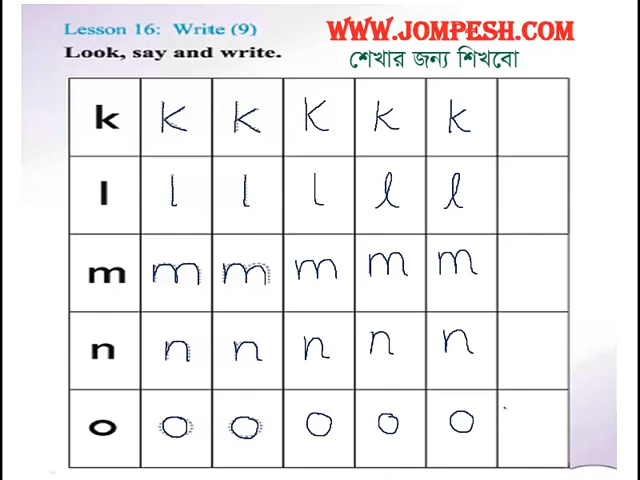 Lesson 16: Write (9)
WWW.JOMPESH.COM
Look, say and write.
শেখার জন্য শিখবো
k K K K k k
l l l l l l
m m m m m m
n n n n n n
o o o o o o